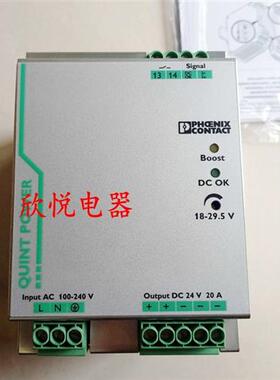 Signal
13 14
PHŒNIX
CONTACT
Boost
DC OK
18-29.5 V
QUINT POWER
欣悦电器
Input AC 100-240 V
Output DC 24 V 20 A
L N
+ + − − −